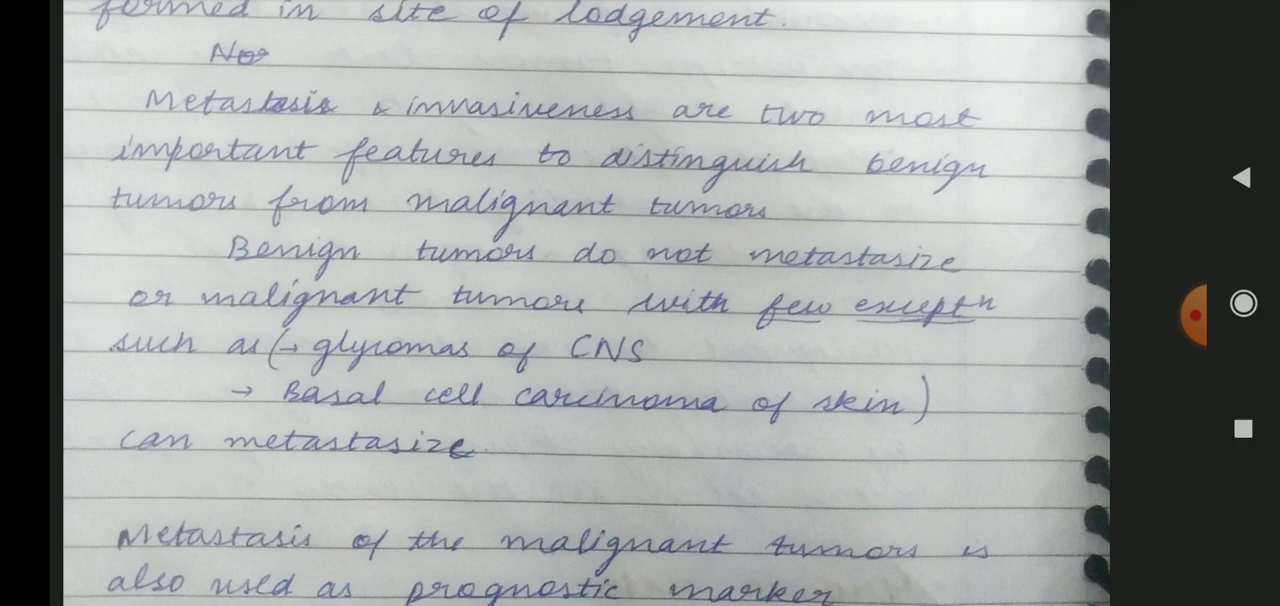 formed in site of lodgement.
Nor
Metastasis & invasiveness are two most
important features to distinguish benign
tumors from malignant tumors
Benign tumors do not metastasize
or malignant tumors with few exceptn
such as (→ glyomas of CNS
→ Basal cell carcinoma of skin)
can metastasize.
Metastasis of the malignant tumors is
also used as prognostic marker